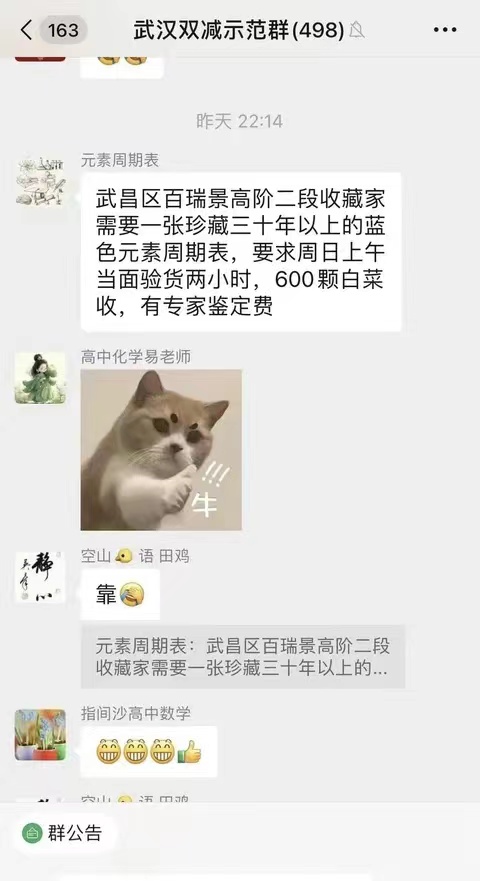 163
武汉双减示范群(498)
昨天 22:14
元素周期表
武昌区百瑞景高阶二段收藏家
需要一张珍藏三十年以上的蓝
色元素周期表，要求周日上午
当面验货两小时，600颗白菜
收，有专家鉴定费
高中化学易老师
!!!
牛
空山 语 田鸡
静心
靠😂
元素周期表：武昌区百瑞景高阶二段
收藏家需要一张珍藏三十年以上的...
指间沙高中数学
😁😁😁👍
空山 语 田鸡
群公告